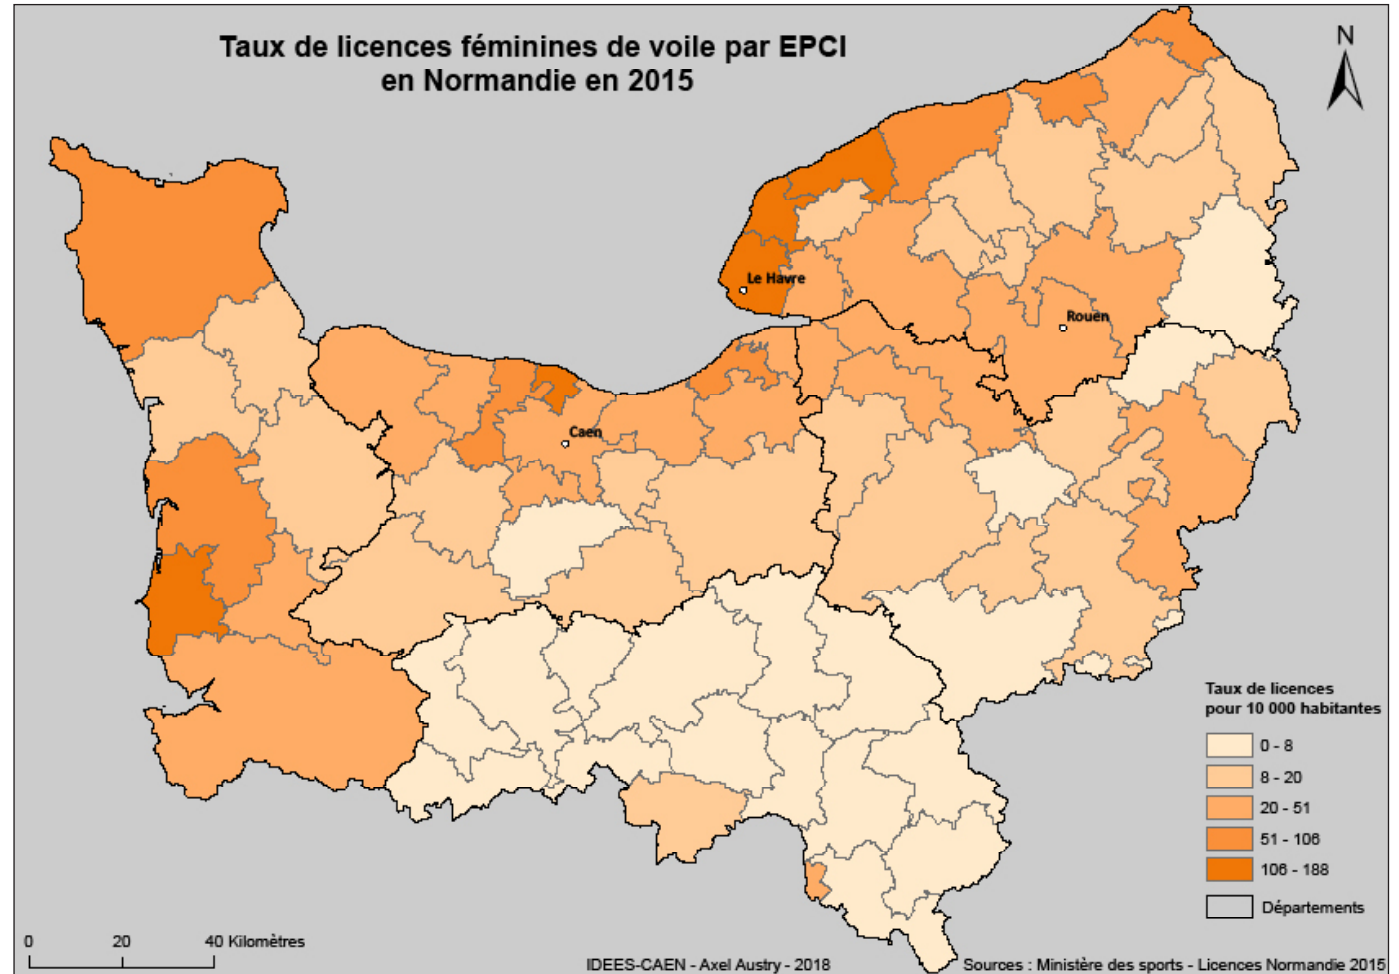 Taux de licences féminines de voile par EPCI
en Normandie en 2015
N
Le Havre
Rouen
Caen
Taux de licences
pour 10 000 habitantes
0 - 8
8 - 20
20 - 51
51 - 106
106 - 188
Départements
0 20 40 Kilomètres
IDEES-CAEN - Axel Austry - 2018
Sources : Ministère des sports - Licences Normandie 2015